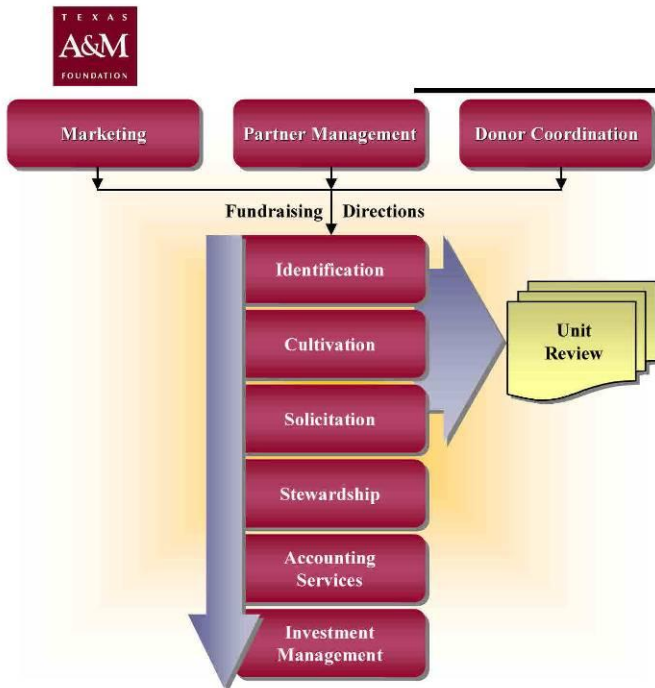 TEXAS
A&M
FOUNDATION
Marketing
Partner Management
Donor Coordination
Fundraising Directions
Identification
Cultivation
Unit
Review
Solicitation
Stewardship
Accounting
Services
Investment
Management